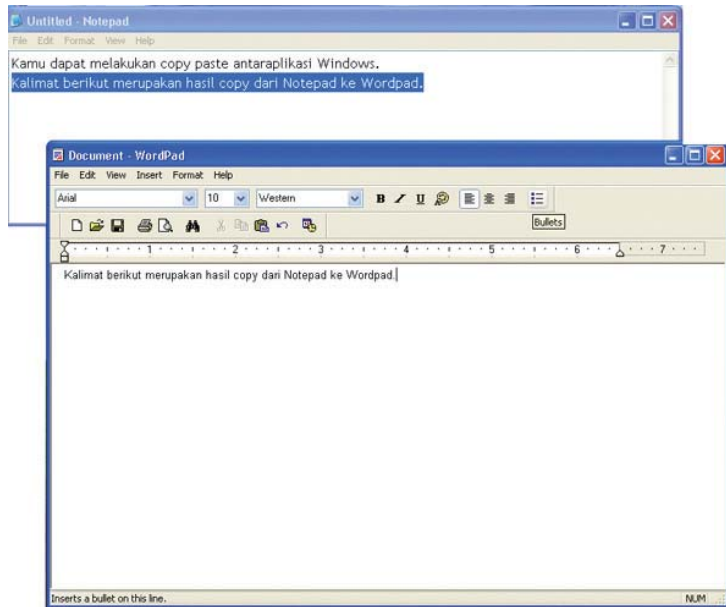 Untitled - Notepad
File Edit Format View Help
Kamu dapat melakukan copy paste antaraplikasi Windows.
Kalimat berikut merupakan hasil copy dari Notepad ke Wordpad.
Document - WordPad
File Edit View Insert Format Help
Arial 10 Western B / U
Bullets
1 2 3 4 5 6 7
Kalimat berikut merupakan hasil copy dari Notepad ke Wordpad.
Inserts a bullet on this line. NUM